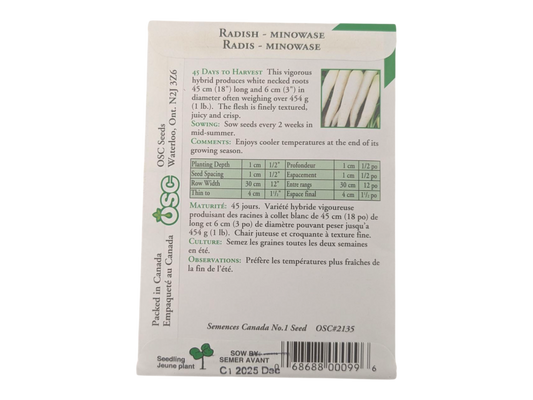 RADISH - MINOWASE
RADIS - MINOWASE
45 DAYS TO HARVEST This vigorous
hybrid produces white necked roots
45 cm (18") long and 6 cm (3") in
diameter often weighing over 454 g
(1 lb.). The flesh is finely textured,
juicy and crisp.
SOWING: Sow seeds every 2 weeks in
mid-summer.
COMMENTS: Enjoys cooler temperatures at the end of its
growing season.
Planting Depth 1 cm 1/2" Profondeur 1 cm 1/2 po
Seed Spacing 1 cm 1/2" Espacement 1 cm 1/2 po
Row Width 30 cm 12" Entre rangs 30 cm 12 po
Thin to 4 cm 1½" Espace final 4 cm 1½ po
MATURITÉ: 45 jours. Variété hybride vigoureuse
produisant des racines à collet blanc de 45 cm (18 po) de
long et 6 cm (3 po) de diamètre pouvant peser jusqu'à
454 g (1 lb). Chair juteuse et croquante à texture fine.
CULTURE: Semez les graines toutes les deux semaines
en été.
OBSERVATIONS: Préfère les températures plus fraîches de
la fin de l'été.
Semences Canada No.1 Seed OSC#2135
OSC Seeds
Waterloo, Ont. N2J 3Z6
OSC
Packed in Canada
Empaqueté au Canada
Seedling
Jeune plant
SOW BY
SEMER AVANT
2025 Dec
0 68688 00099 6